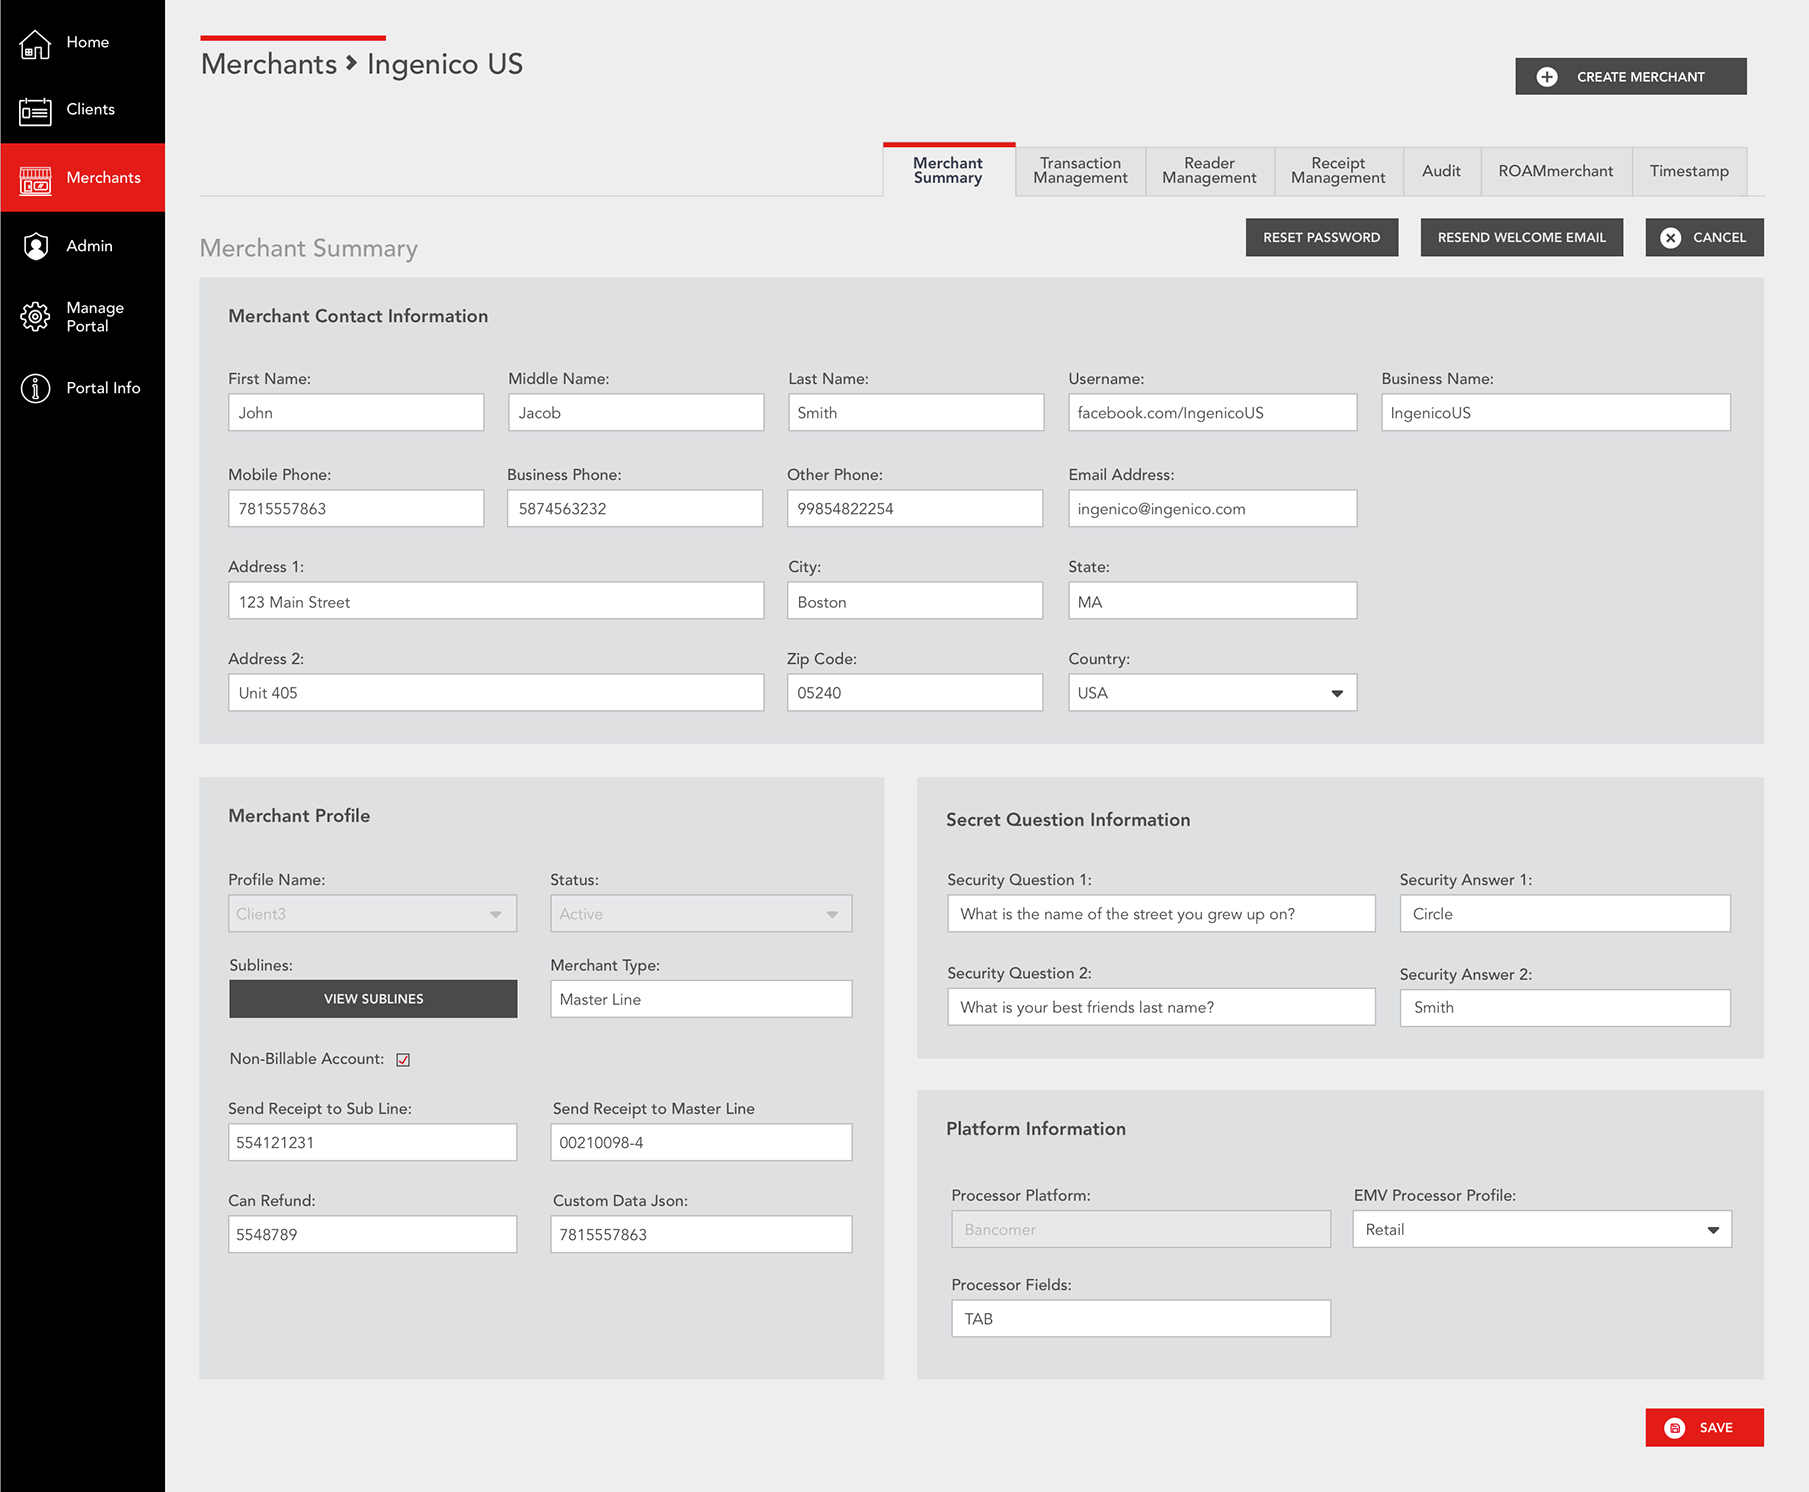 Home
Clients
Merchants
Admin
Manage
Portal
Portal Info
Merchants > Ingenico US
CREATE MERCHANT
Merchant
Summary
Transaction
Management
Reader
Management
Receipt
Management
Audit
ROAMmerchant
Timestamp
Merchant Summary
RESET PASSWORD
RESEND WELCOME EMAIL
CANCEL
Merchant Contact Information
First Name:
Middle Name:
Last Name:
Username:
Business Name:
John
Jacob
Smith
facebook.com/IngenicoUS
IngenicoUS
Mobile Phone:
Business Phone:
Other Phone:
Email Address:
7815557863
5874563232
99854822254
ingenico@ingenico.com
Address 1:
City:
State:
123 Main Street
Boston
MA
Address 2:
Zip Code:
Country:
Unit 405
05240
USA
Merchant Profile
Profile Name:
Status:
Client3
Active
Sublines:
Merchant Type:
VIEW SUBLINES
Master Line
Non-Billable Account:
Send Receipt to Sub Line:
Send Receipt to Master Line
554121231
00210098-4
Can Refund:
Custom Data Json:
5548789
7815557863
Secret Question Information
Security Question 1:
Security Answer 1:
What is the name of the street you grew up on?
Circle
Security Question 2:
Security Answer 2:
What is your best friends last name?
Smith
Platform Information
Processor Platform:
EMV Processor Profile:
Bancomer
Retail
Processor Fields:
TAB
SAVE